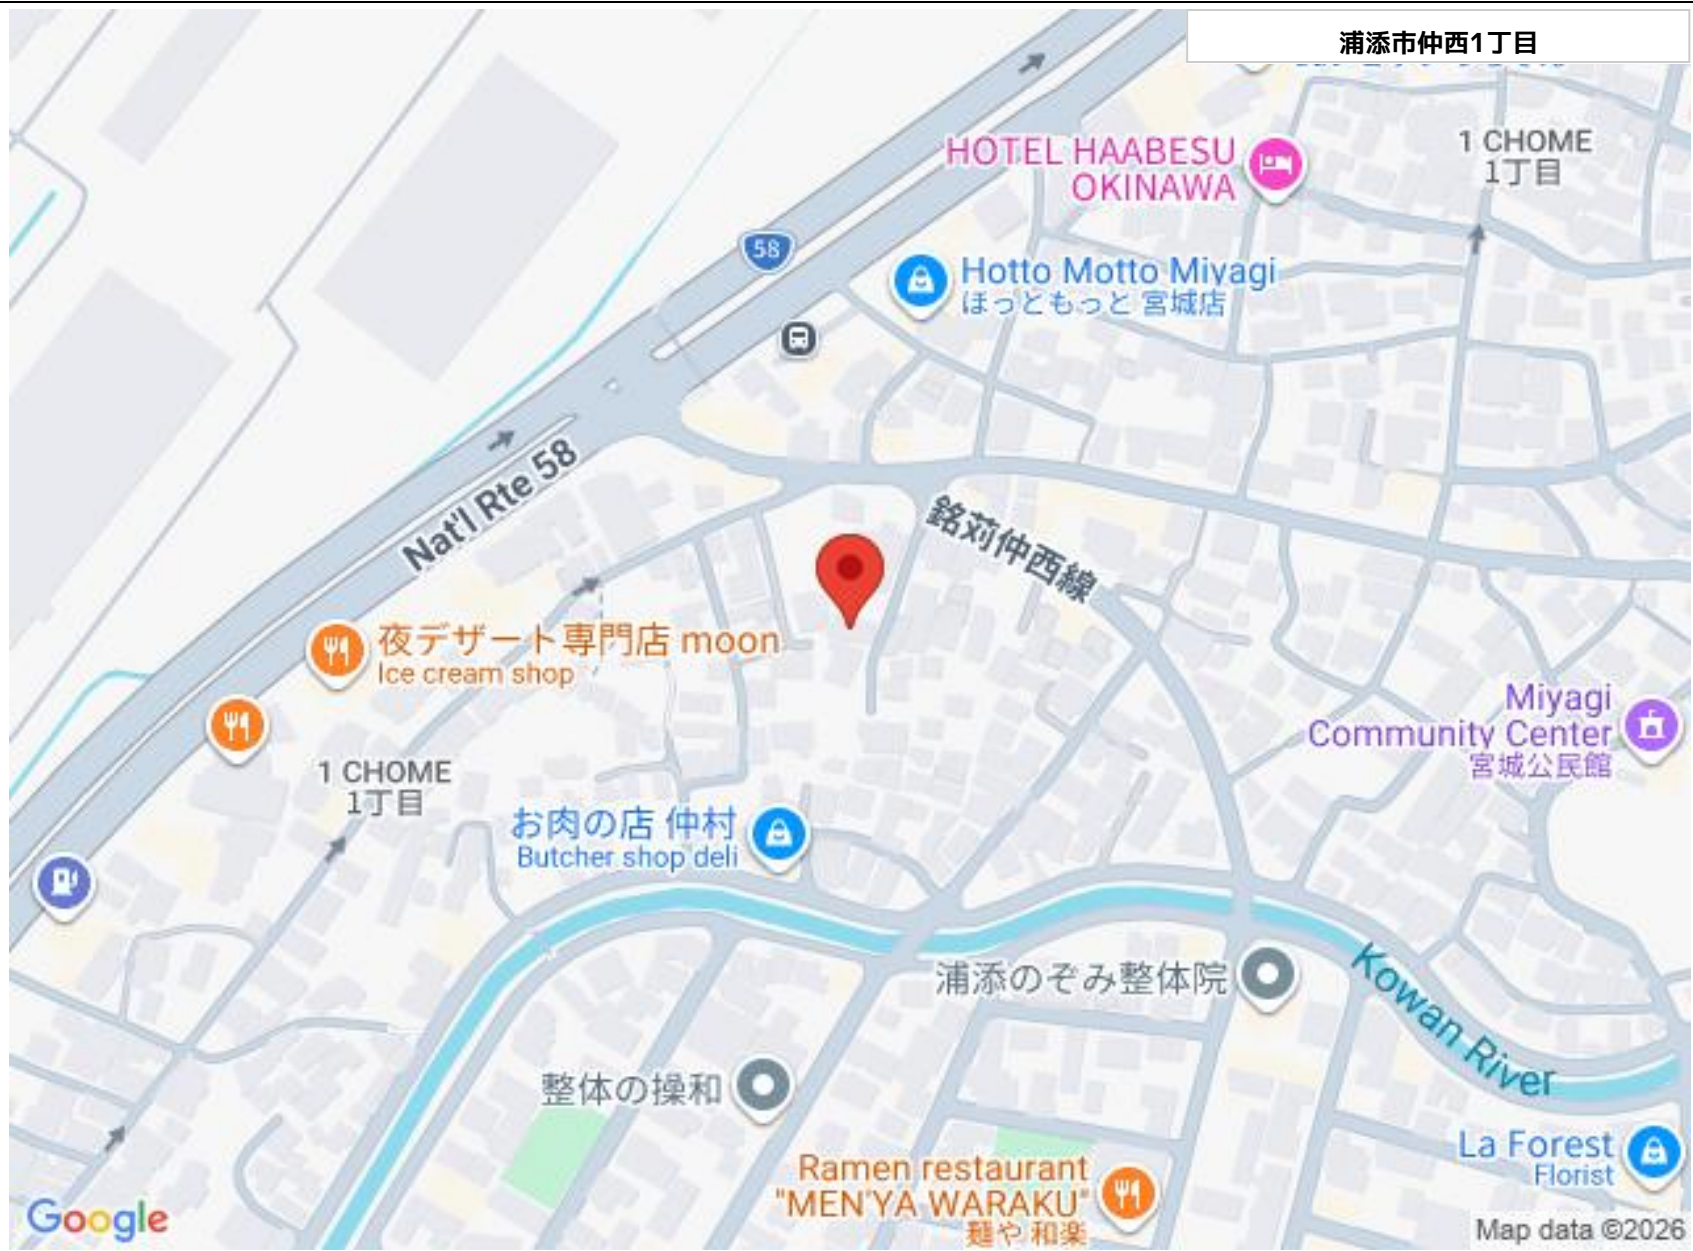 浦添市仲西1丁目
HOTEL HAABESU
OKINAWA
1 CHOME
1丁目
58
Hotto Motto Miyagi
ほっともっと 宮城店
Nat'l Rte 58
銘苅仲西線
夜デザート専門店 moon
Ice cream shop
Miyagi
Community Center
宮城公民館
1 CHOME
1丁目
お肉の店 仲村
Butcher shop deli
浦添のぞみ整体院
Kowan River
整体の操和
La Forest
Florist
Ramen restaurant
"MEN'YA WARAKU"
麺や 和楽
Google
Map data ©2026